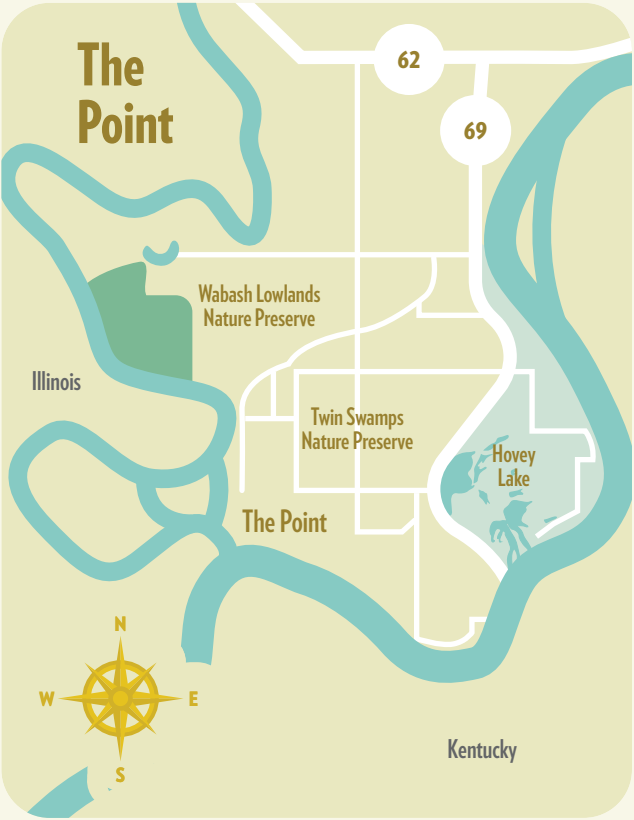 The
Point
62
69
Wabash Lowlands
Nature Preserve
Illinois
Twin Swamps
Nature Preserve
Hovey
Lake
The Point
N
W
E
S
Kentucky